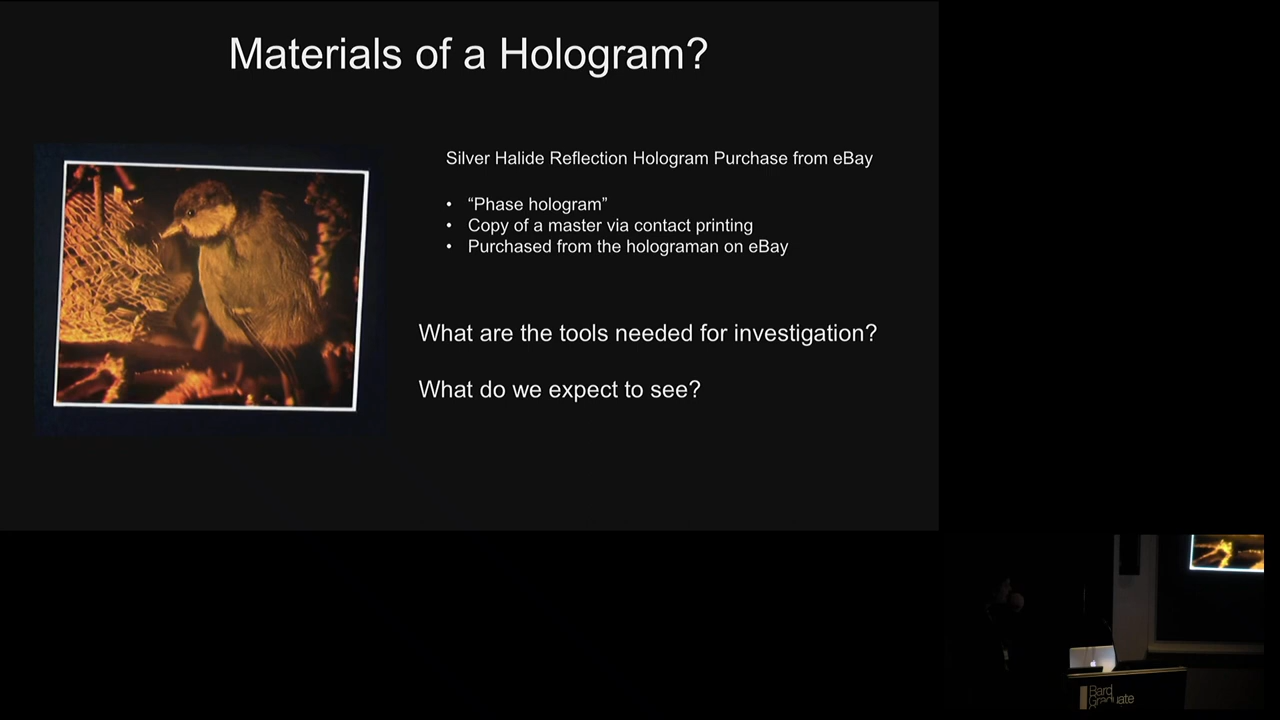 Materials of a Hologram?
Silver Halide Reflection Hologram Purchase from eBay
• “Phase hologram”
• Copy of a master via contact printing
• Purchased from the holograman on eBay
What are the tools needed for investigation?
What do we expect to see?
Bard
Graduate